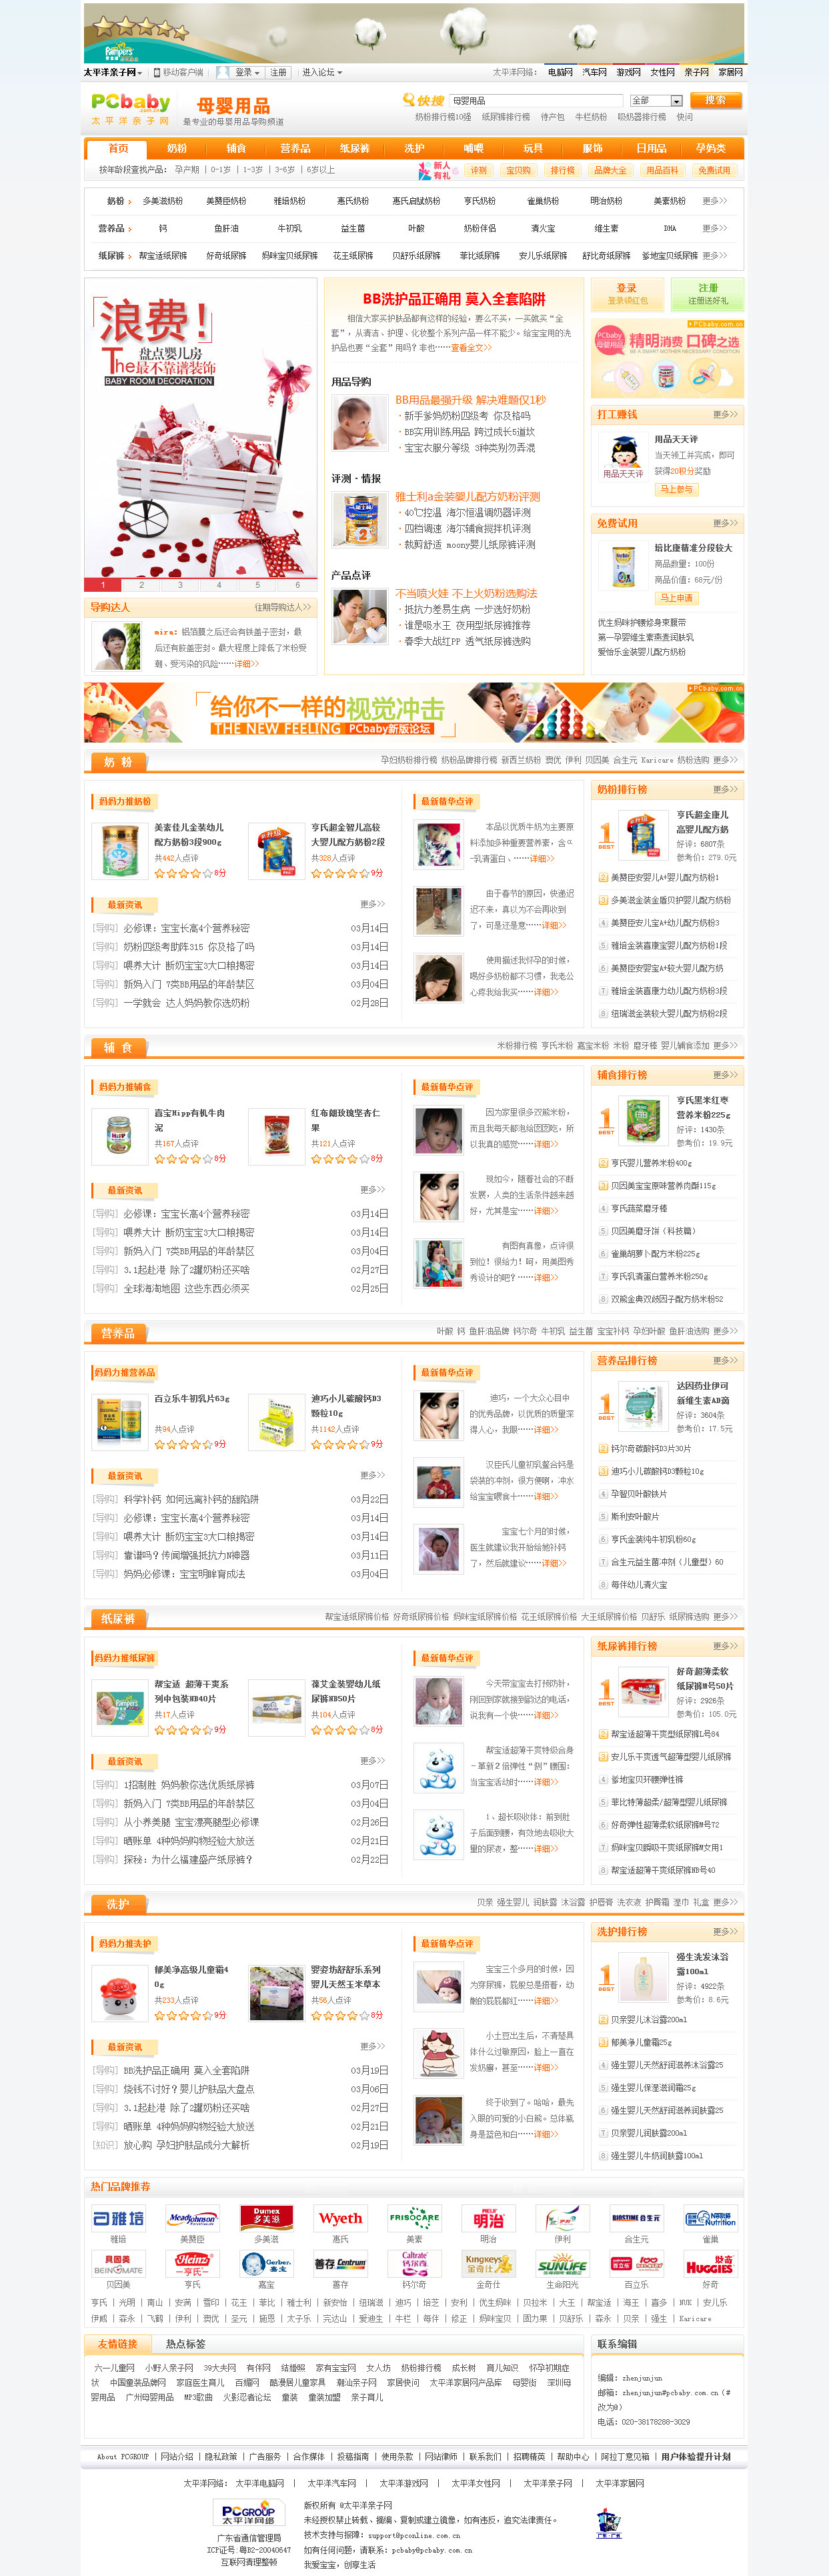 太平洋亲子网
移动客户端
登录
注册
进入论坛
太平洋网络: 电脑网 汽车网 游戏网 女性网 亲子网 家居网
PCbaby
太平洋亲子网
母婴用品
最专业的母婴用品导购频道
快搜
母婴用品
全部
搜索
奶粉排行榜10强 纸尿裤排行榜 待产包 牛栏奶粉 吸奶器排行榜 快问
首页 奶粉 辅食 营养品 纸尿裤 洗护 哺喂 玩具 服饰 日用品 孕妈类
按年龄段查找产品: 孕产期 | 0-1岁 | 1-3岁 | 3-6岁 | 6岁以上
新人有礼 评测 宝贝购 排行榜 品牌大全 用品百科 免费试用
奶粉 多美滋奶粉 美赞臣奶粉 雅培奶粉 惠氏奶粉 惠氏启赋奶粉 亨氏奶粉 雀巢奶粉 明治奶粉 美素奶粉 更多>>
营养品 钙 鱼肝油 牛初乳 益生菌 叶酸 奶粉伴侣 清火宝 维生素 DHA 更多>>
纸尿裤 帮宝适纸尿裤 好奇纸尿裤 妈咪宝贝纸尿裤 花王纸尿裤 贝舒乐纸尿裤 菲比纸尿裤 安儿乐纸尿裤 舒比奇纸尿裤 爹地宝贝纸尿裤 更多>>
浪费!
盘点婴儿房
The最不靠谱装饰
BABY ROOM DECORATION
1 2 3 4 5 6
导购达人
往期导购达人>>
mira: 铝箔膜之后还会有铁盖子密封,最
后还有胶盖密封。最大程度上降低了米粉受
潮、受污染的风险……详细>>
BB洗护品正确用 莫入全套陷阱
相信大家买护肤品都有这样的经验,要么不买,一买就买“全
套”,从清洁、护理、化妆整个系列产品一样不能少。给宝宝用的洗
护品也要“全套”用吗?非也……查看全文>>
用品导购
BB用品最强升级 解决难题仅1秒
·新手爹妈奶粉四级考 你及格吗
·BB实用训练用品 跨过成长5道坎
·宝宝衣服分等级 3种类别勿弄混
评测·情报
雅士利a金装婴儿配方奶粉评测
·40℃控温 海尔恒温调奶器评测
·四档调速 海尔辅食搅拌机评测
·裁剪舒适 moony婴儿纸尿裤评测
产品点评
不当喷火娃 不上火奶粉选购法
·抵抗力差易生病 一步选好奶粉
·谁是吸水王 夜用型纸尿裤推荐
·春季大战红PP 透气纸尿裤选购
登录
登录领红包
注册
注册送好礼
PCbaby.com.cn
PCbaby
母婴用品
精明消费 口碑之选
BE A SMART MOTHER NECESSARY COMMODITY
打工赚钱
更多>>
用品天天评
用品天天评
当天领工并完成,即可
获得20积分奖励
马上参与
免费试用
更多>>
培比康精准分段较大
商品数量: 100份
商品价值: 68元/份
马上申请
优生妈咪护腰修身束腹带
第一孕婴维生素燕麦润肤乳
爱怡乐金装婴儿配方奶粉
给你不一样的视觉冲击
THE NEW FEELING PCbaby新版论坛
PCbaby.com.cn
奶粉
孕妇奶粉排行榜 奶粉品牌排行榜 新西兰奶粉 澳优 伊利 贝因美 合生元 Karicare 奶粉选购 更多>>
妈妈力推奶粉
美素佳儿金装幼儿
配方奶粉3段900g
共442人点评
8分
亨氏超金智儿高较
大婴儿配方奶粉2段
共328人点评
9分
最新资讯
更多>>
[导购] 必修课:宝宝长高4个营养秘密 03月14日
[导购] 奶粉四级考助阵315 你及格了吗 03月14日
[导购] 喂养大计 断奶宝宝3大口粮揭密 03月14日
[导购] 新妈入门 7类BB用品的年龄禁区 03月04日
[导购] 一学就会 达人妈妈教你选奶粉 02月28日
最新精华点评
本品以优质牛奶为主要原
料添加多种重要营养素,含α
-乳清蛋白、……详细>>
由于春节的原因,快递迟
迟不来,真以为不会再收到
了,可是还是意……详细>>
使用描述我怀孕的时候,
喝好多奶粉都不习惯,我老公
心疼我给我买……详细>>
奶粉排行榜
更多>>
1
BEST
亨氏超金康儿
高婴儿配方奶
好评: 6807条
参考价: 279.0元
2 美赞臣安婴儿A+婴儿配方奶粉1
3 多美滋金装金盾贝护婴儿配方奶粉
4 美赞臣安儿宝A+幼儿配方奶粉3
5 雅培金装喜康宝婴儿配方奶粉1段
6 美赞臣安婴宝A+较大婴儿配方奶
7 雅培金装喜康力幼儿配方奶粉3段
8 纽瑞滋金装较大婴儿配方奶粉2段
辅食
米粉排行榜 亨氏米粉 嘉宝米粉 米粉 磨牙棒 婴儿辅食添加 更多>>
妈妈力推辅食
喜宝Hipp有机牛肉
泥
共167人点评
8分
红布朗玫瑰坚杏仁
果
共121人点评
8分
最新资讯
更多>>
[导购] 必修课:宝宝长高4个营养秘密 03月14日
[导购] 喂养大计 断奶宝宝3大口粮揭密 03月14日
[导购] 新妈入门 7类BB用品的年龄禁区 03月04日
[导购] 3.1起赴港 除了2罐奶粉还买啥 02月27日
[导购] 全球海淘地图 这些东西必须买 02月25日
最新精华点评
因为家里很多双熊米粉,
而且我每天都泡给囡囡吃,所
以我真的感觉……详细>>
现如今,随着社会的不断
发展,人类的生活条件越来越
好,尤其是宝……详细>>
有图有真像,点评很
到位!很给力!呵,用美图秀
秀设计的吧?……详细>>
辅食排行榜
更多>>
1
BEST
亨氏黑米红枣
营养米粉225g
好评: 1430条
参考价: 19.9元
2 亨氏婴儿营养米粉400g
3 贝因美宝宝原味营养肉酥115g
4 亨氏蔬菜磨牙棒
5 贝因美磨牙饼(科技篇)
6 雀巢胡萝卜配方米粉225g
7 亨氏乳清蛋白营养米粉250g
8 双熊金典双歧因子配方奶米粉52
营养品
叶酸 钙 鱼肝油品牌 钙尔奇 牛初乳 益生菌 宝宝补钙 孕妇叶酸 鱼肝油选购 更多>>
妈妈力推营养品
百立乐牛初乳片63g
共94人点评
9分
迪巧小儿碳酸钙D3
颗粒10g
共1142人点评
9分
最新资讯
更多>>
[导购] 科学补钙 如何远离补钙的甜陷阱 03月22日
[导购] 必修课:宝宝长高4个营养秘密 03月14日
[导购] 喂养大计 断奶宝宝3大口粮揭密 03月14日
[导购] 靠谱吗?传闻增强抵抗力N神器 03月11日
[导购] 妈妈必修课:宝宝明眸育成法 03月04日
最新精华点评
迪巧,一个大众心目中
的优秀品牌,以优质的质量深
得人心,我跟……详细>>
汉臣氏儿童初乳螯合钙是
袋装的冲剂,很方便喇,冲水
给宝宝喂食十……详细>>
宝宝七个月的时候,
医生就建议我开始给她补钙
了,然后就建议……详细>>
营养品排行榜
更多>>
1
BEST
达因药业伊可
新维生素AD滴
好评: 3604条
参考价: 17.5元
2 钙尔奇碳酸钙D3片30片
3 迪巧小儿碳酸钙D3颗粒10g
4 孕智贝叶酸铁片
5 斯利安叶酸片
6 亨氏金装纯牛初乳粉60g
7 合生元益生菌冲剂(儿童型)60
8 每伴幼儿清火宝
纸尿裤
帮宝适纸尿裤价格 好奇纸尿裤价格 妈咪宝纸尿裤价格 花王纸尿裤价格 大王纸尿裤价格 贝舒乐 纸尿裤选购 更多>>
妈妈力推纸尿裤
帮宝适 超薄干爽系
列中包装NB40片
共17人点评
9分
葆艾金装婴幼儿纸
尿裤NB50片
共104人点评
8分
最新资讯
更多>>
[导购] 1招制胜 妈妈教你选优质纸尿裤 03月07日
[导购] 新妈入门 7类BB用品的年龄禁区 03月04日
[导购] 从小养美腿 宝宝漂亮腿型必修课 02月26日
[导购] 晒账单 4种妈妈购物经验大放送 02月21日
[导购] 探秘:为什么福建盛产纸尿裤? 02月22日
最新精华点评
今天带宝宝去打预防针,
刚回到家就接到韵达的电话,
说我有一个快……详细>>
帮宝适超薄干爽特级合身
-革新2倍弹性“倒”腰围:
当宝宝活动时……详细>>
1、超长吸收体:前到肚
子后面到腰,有效地去吸收大
量的尿液,整……详细>>
纸尿裤排行榜
更多>>
1
BEST
好奇超薄柔软
纸尿裤M号50片
好评: 2926条
参考价: 105.0元
2 帮宝适超薄干爽型纸尿裤L号84
3 安儿乐干爽透气超薄型婴儿纸尿裤
4 爹地宝贝环腰弹性裤
5 菲比特薄超柔/超薄型婴儿纸尿裤
6 好奇弹性超薄柔软纸尿裤M号72
7 妈咪宝贝瞬吸干爽纸尿裤M女用1
8 帮宝适超薄干爽纸尿裤NB号40
洗护
贝亲 强生婴儿 润肤露 沐浴露 护唇膏 洗衣液 护臀霜 湿巾 礼盒 更多>>
妈妈力推洗护
郁美净高级儿童霜4
0g
共233人点评
9分
婴姿坊舒舒乐系列
婴儿天然玉米草本
共56人点评
8分
最新资讯
更多>>
[导购] BB洗护品正确用 莫入全套陷阱 03月19日
[导购] 烧钱不讨好?婴儿护肤品大盘点 03月06日
[导购] 3.1起赴港 除了2罐奶粉还买啥 02月27日
[导购] 晒账单 4种妈妈购物经验大放送 02月21日
[知识] 放心购 孕妇护肤品成分大解析 02月19日
最新精华点评
宝宝三个多月的时候,因
为穿尿裤,屁股总是捂着,幼
嫩的屁屁都红……详细>>
小土豆出生后,不清楚具
体什么过敏原因,脸上一直在
发奶癣,甚至……详细>>
终于收到了。哈哈,最先
入眼的可爱的小白熊。总体瓶
身是蓝色和白……详细>>
洗护排行榜
更多>>
1
BEST
强生洗发沐浴
露100ml
好评: 4922条
参考价: 8.6元
2 贝亲婴儿沐浴露200ml
3 郁美净儿童霜25g
4 强生婴儿天然舒润滋养沐浴露25
5 强生婴儿保湿滋润霜25g
6 强生婴儿天然舒润滋养润肤露25
7 贝亲婴儿润肤露200ml
8 强生婴儿牛奶润肤露100ml
热门品牌推荐
雅培 美赞臣 多美滋 惠氏 美素 明治 伊利 合生元 雀巢
贝因美 亨氏 嘉宝 善存 钙尔奇 金奇仕 生命阳光 百立乐 好奇
亨氏 | 光明 | 南山 | 安满 | 雪印 | 花王 | 菲比 | 雅士利 | 新安怡 | 纽瑞滋 | 迪巧 | 培芝 | 安利 | 优生妈咪 | 贝拉米 | 大王 | 帮宝适 | 海王 | 喜多 | NUK | 安儿乐
伊威 | 森永 | 飞鹤 | 伊利 | 澳优 | 圣元 | 施恩 | 太子乐 | 完达山 | 爱迪生 | 牛栏 | 每伴 | 修正 | 妈咪宝贝 | 固力果 | 贝舒乐 | 森永 | 贝亲 | 强生 | Karicare
友情链接 热点标签
六一儿童网 小野人亲子网 39大夫网 有伴网 结婚照 家有宝宝网 女人坊 奶粉排行榜 成长树 育儿知识 怀孕初期症
状 中国童装品牌网 家庭医生育儿 百媚网 酷漫居儿童家具 潮汕亲子网 家居快问 太平洋家居网产品库 母婴街 深圳母
婴用品 广州母婴用品 MP3歌曲 火影忍者论坛 童装 童装加盟 亲子育儿
联系编辑
编辑: zhenjunjun
邮箱: zhenjunjun#pcbaby.com.cn(#
改为@)
电话: 020-38178288-3029
About PCGROUP | 网站介绍 | 隐私政策 | 广告服务 | 合作媒体 | 投稿指南 | 使用条款 | 网站律师 | 联系我们 | 招聘精英 | 帮助中心 | 阿拉丁意见箱 | 用户体验提升计划
太平洋网络: 太平洋电脑网 | 太平洋汽车网 | 太平洋游戏网 | 太平洋女性网 | 太平洋亲子网 | 太平洋家居网
PCGROUP
太平洋网络
广东省通信管理局
ICP证号:粤B2-20040647
互联网清理整顿
版权所有 @太平洋亲子网
未经授权禁止转载、摘编、复制或建立镜像,如有违反,追究法律责任。
技术支持与报障: support@pconline.com.cn
如有任何问题,请联系: pcbaby@pcbaby.com.cn
我爱宝宝,创享生活